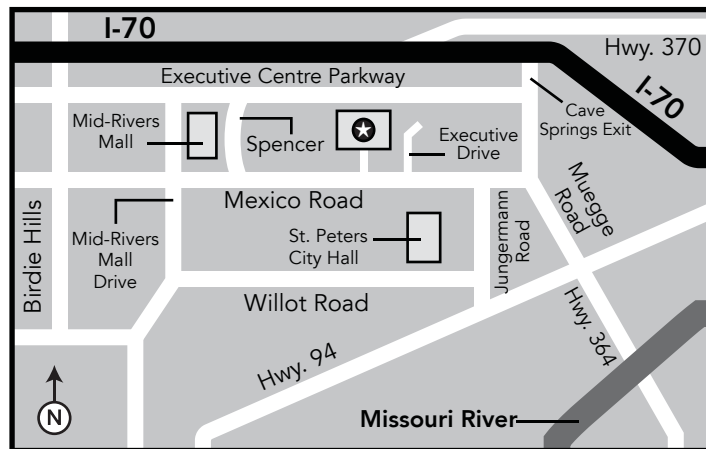 I-70
Hwy. 370
Executive Centre Parkway
I-70
Mid-Rivers
Mall
Spencer
Executive
Drive
Cave
Springs Exit
Birdie Hills
Mexico Road
Muegge
Road
Mid-Rivers
Mall
Drive
St. Peters
City Hall
Jungermann
Road
Willot Road
Hwy. 94
Hwy. 364
N
Missouri River